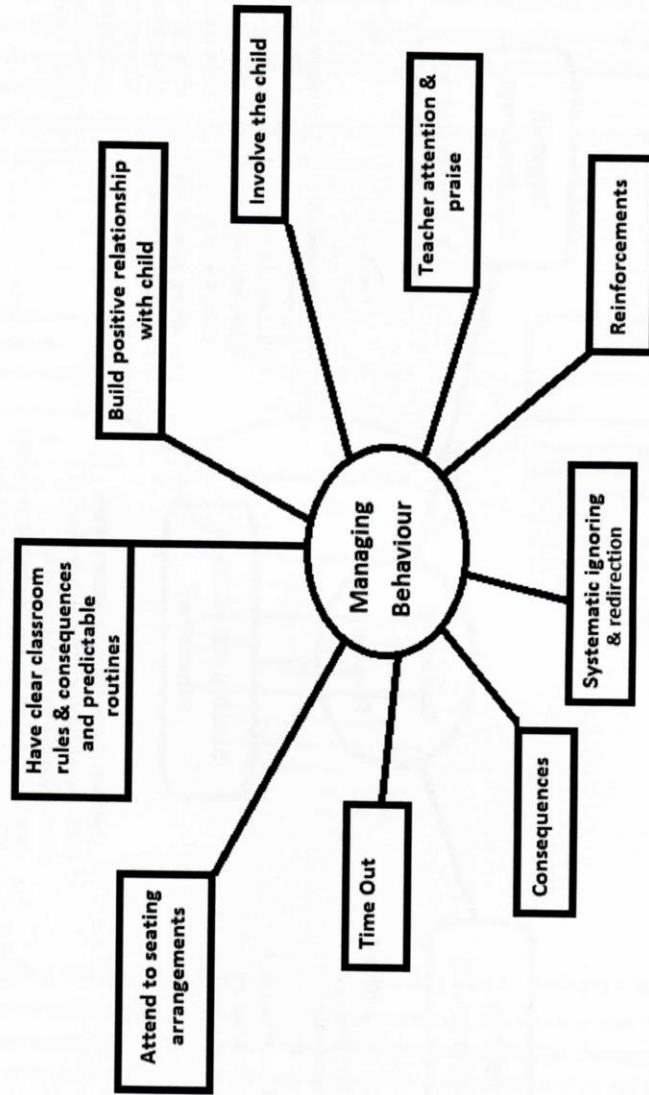 Have clear classroom
rules & consequences
and predictable
routines
Build positive relationship
with child
Involve the child
Teacher attention &
praise
Reinforcements
Systematic ignoring
& redirection
Consequences
Time Out
Attend to seating
arrangements
Managing
Behaviour